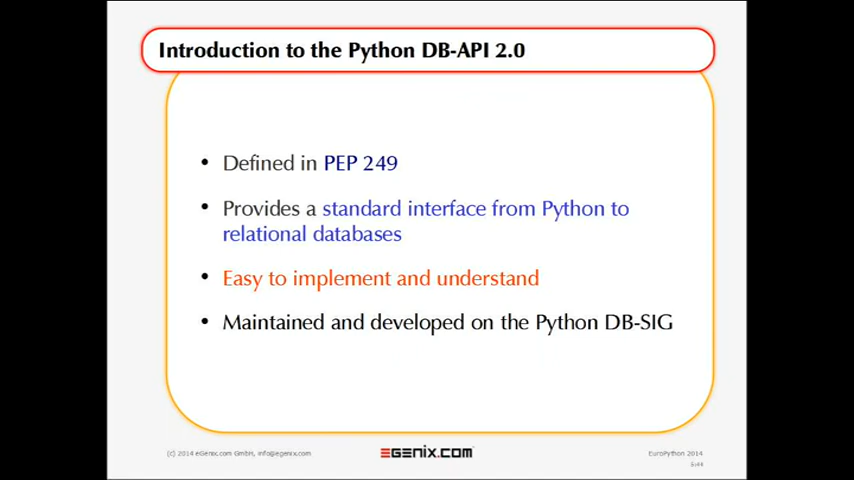 Introduction to the Python DB-API 2.0
• Defined in PEP 249
• Provides a standard interface from Python to
relational databases
• Easy to implement and understand
• Maintained and developed on the Python DB-SIG
(c) 2014 eGenix.com GmbH, info@egenix.com
EGENIX.COM
EuroPython 2014
5:44